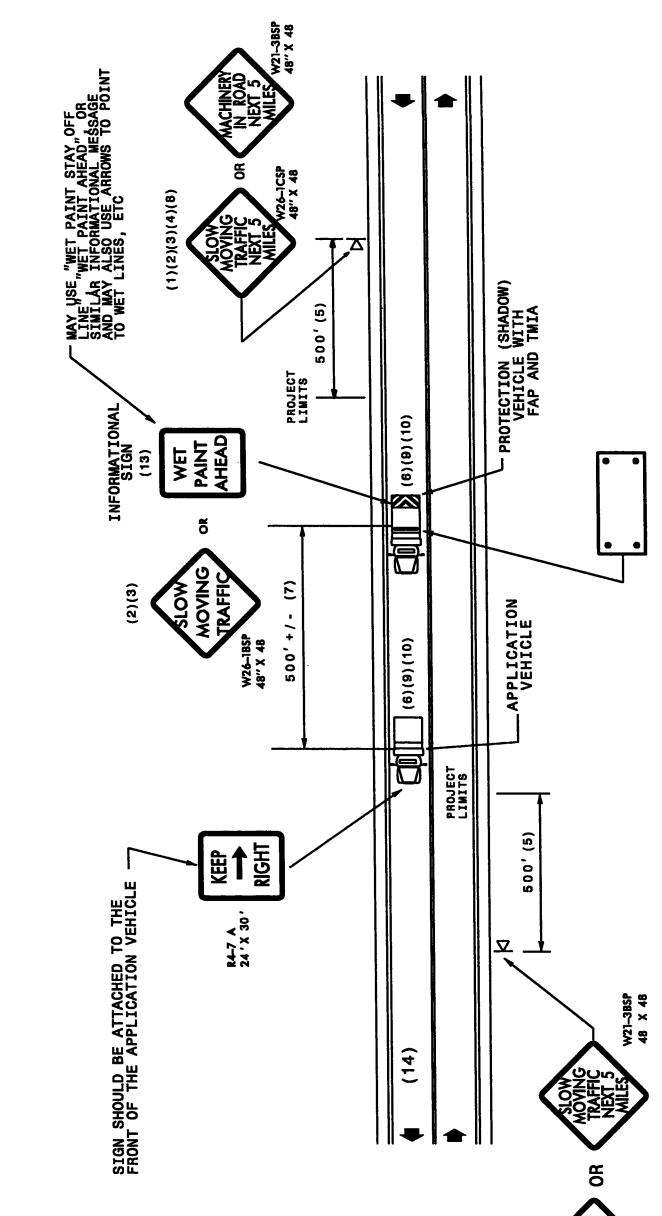 MAY USE "WET PAINT STAY OFF
LINE", "WET PAINT AHEAD", OR
SIMILAR INFORMATIONAL MESSAGE
AND MAY ALSO USE ARROWS TO POINT
TO WET LINES, ETC
MACHINERY
IN ROAD
NEXT 5
MILES
W21-3BSP
48" X 48
OR
(1)(2)(3)(4)(8)
SLOW
MOVING
TRAFFIC
NEXT 5
MILES
W26-1CSP
48" X 48
500' (5)
PROJECT
LIMITS
INFORMATIONAL
SIGN
(13)
WET
PAINT
AHEAD
OR
(2)(3)
SLOW
MOVING
TRAFFIC
W26-1BSP
48" X 48
500' +/- (7)
(6)(9)(10)
PROTECTION (SHADOW)
VEHICLE WITH
FAP AND TMIA
(6)(9)(10)
APPLICATION
VEHICLE
SIGN SHOULD BE ATTACHED TO THE
FRONT OF THE APPLICATION VEHICLE
KEEP
RIGHT
R4-7 A
24'X 30'
PROJECT
LIMITS
500' (5)
(14)
SLOW
MOVING
TRAFFIC
NEXT 5
MILES
W21-3BSP
48 X 48
OR